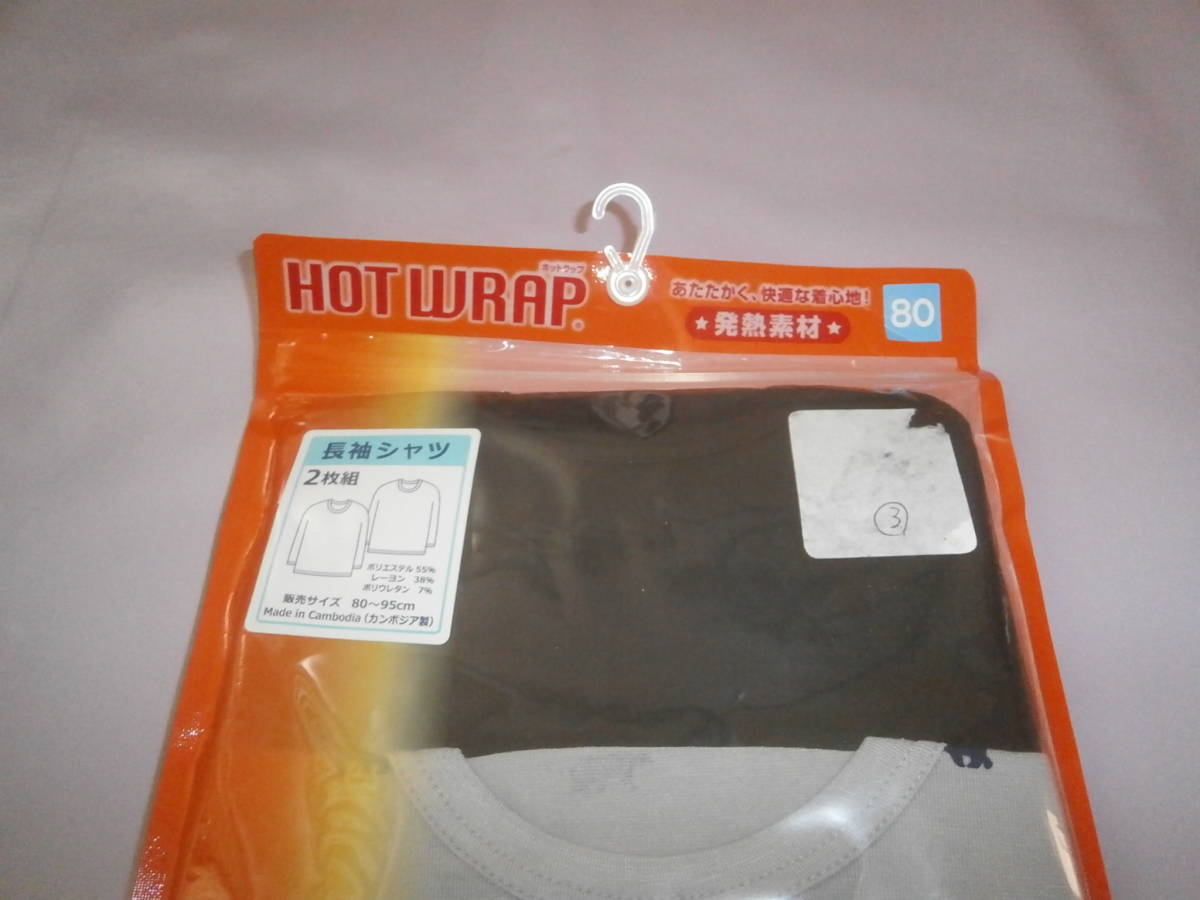 ホットラップ
HOT WRAP®
あたたかく、快適な着心地!
★発熱素材★
80
長袖シャツ
2枚組
ポリエステル 55%
レーヨン 38%
ポリウレタン 7%
販売サイズ 80～95cm
Made in Cambodia (カンボジア製)
③